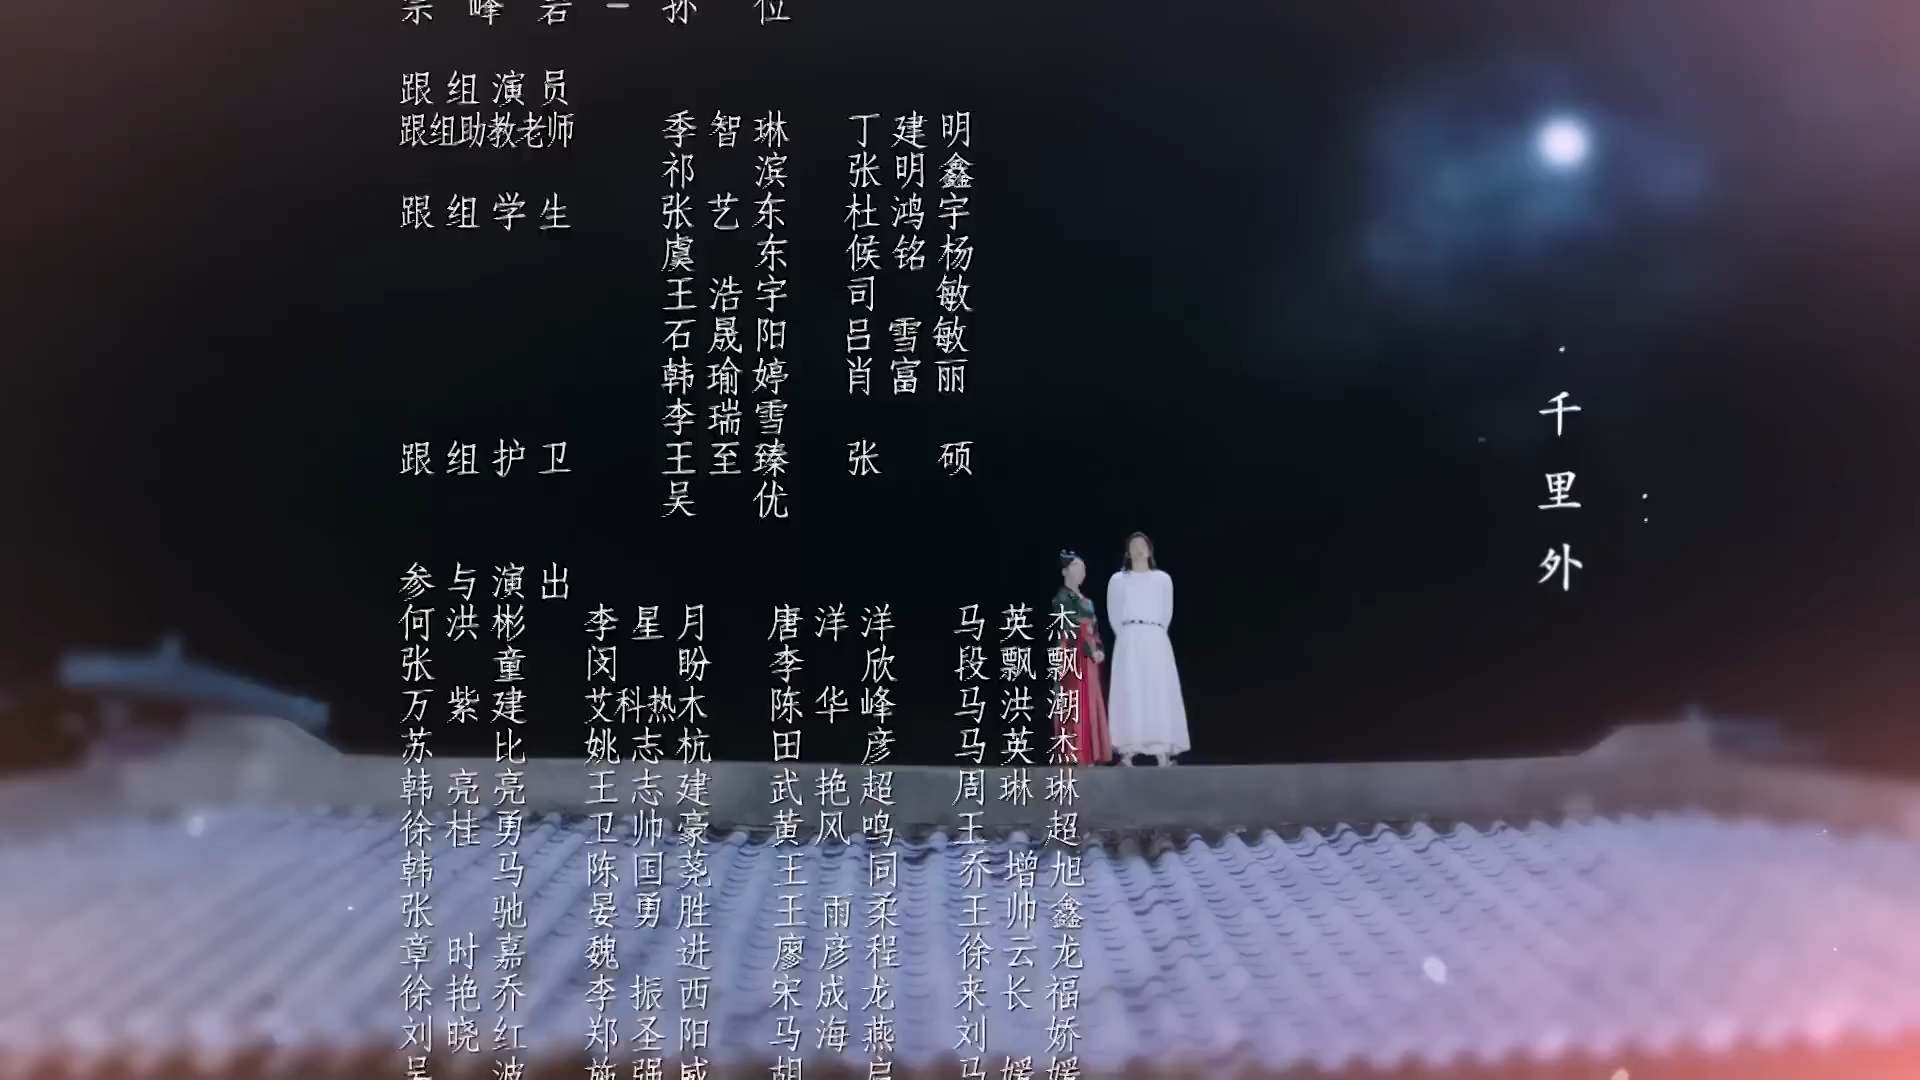 跟组演员
跟组助教老师 季智琳 丁建明
祁滨 张明鑫
跟组学生 张艺东 杜鸿宇
虞东 候铭杨
王浩宇 司敏
石晟阳 吕雪敏
韩瑜婷 肖富丽
李瑞雪
跟组护卫 王至臻 张硕
吴优
参与演出
何洪彬 李星月 唐洋洋 马英杰
张童 闵盼 李欣 段飘飘
万紫建 艾科热木 陈华峰 马洪潮
苏比 姚志杭 田彦 马英杰
韩亮亮 王志建 武艳超 周琳琳
徐桂勇 卫帅豪 黄风鸣 王超
韩马 陈国荛 王同 乔增旭
张驰 晏勇胜 王雨柔 王帅鑫
章时嘉 魏进 廖彦程 徐云龙
徐艳乔 李振西 宋成龙 来长福
刘晓红 郑圣阳 马海燕 刘娇
千里外